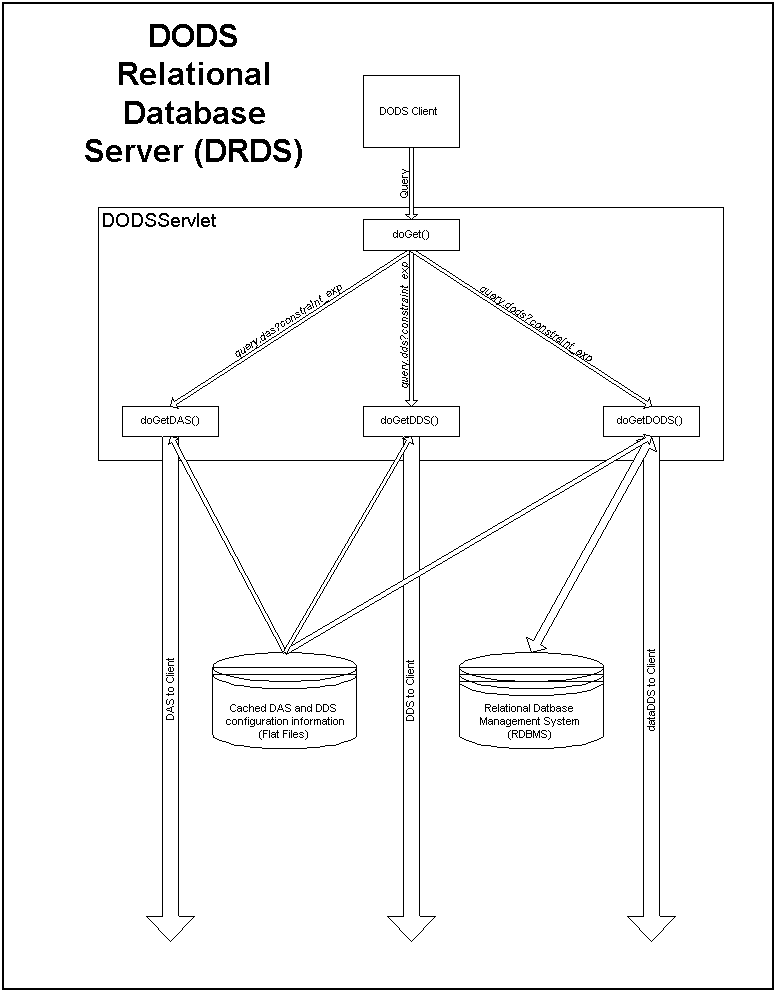 DODS
Relational
Database
Server (DRDS)
DODS Client
Query
DODSServlet
doGet()
query.das?constraint_exp
query.dds?constraint_exp
query.dods?constraint_exp
doGetDAS()
doGetDDS()
doGetDODS()
DAS to Client
Cached DAS and DDS
configuration information
(Flat Files)
DDS to Client
Relational Datbase
Management System
(RDBMS)
dataDDS to Client